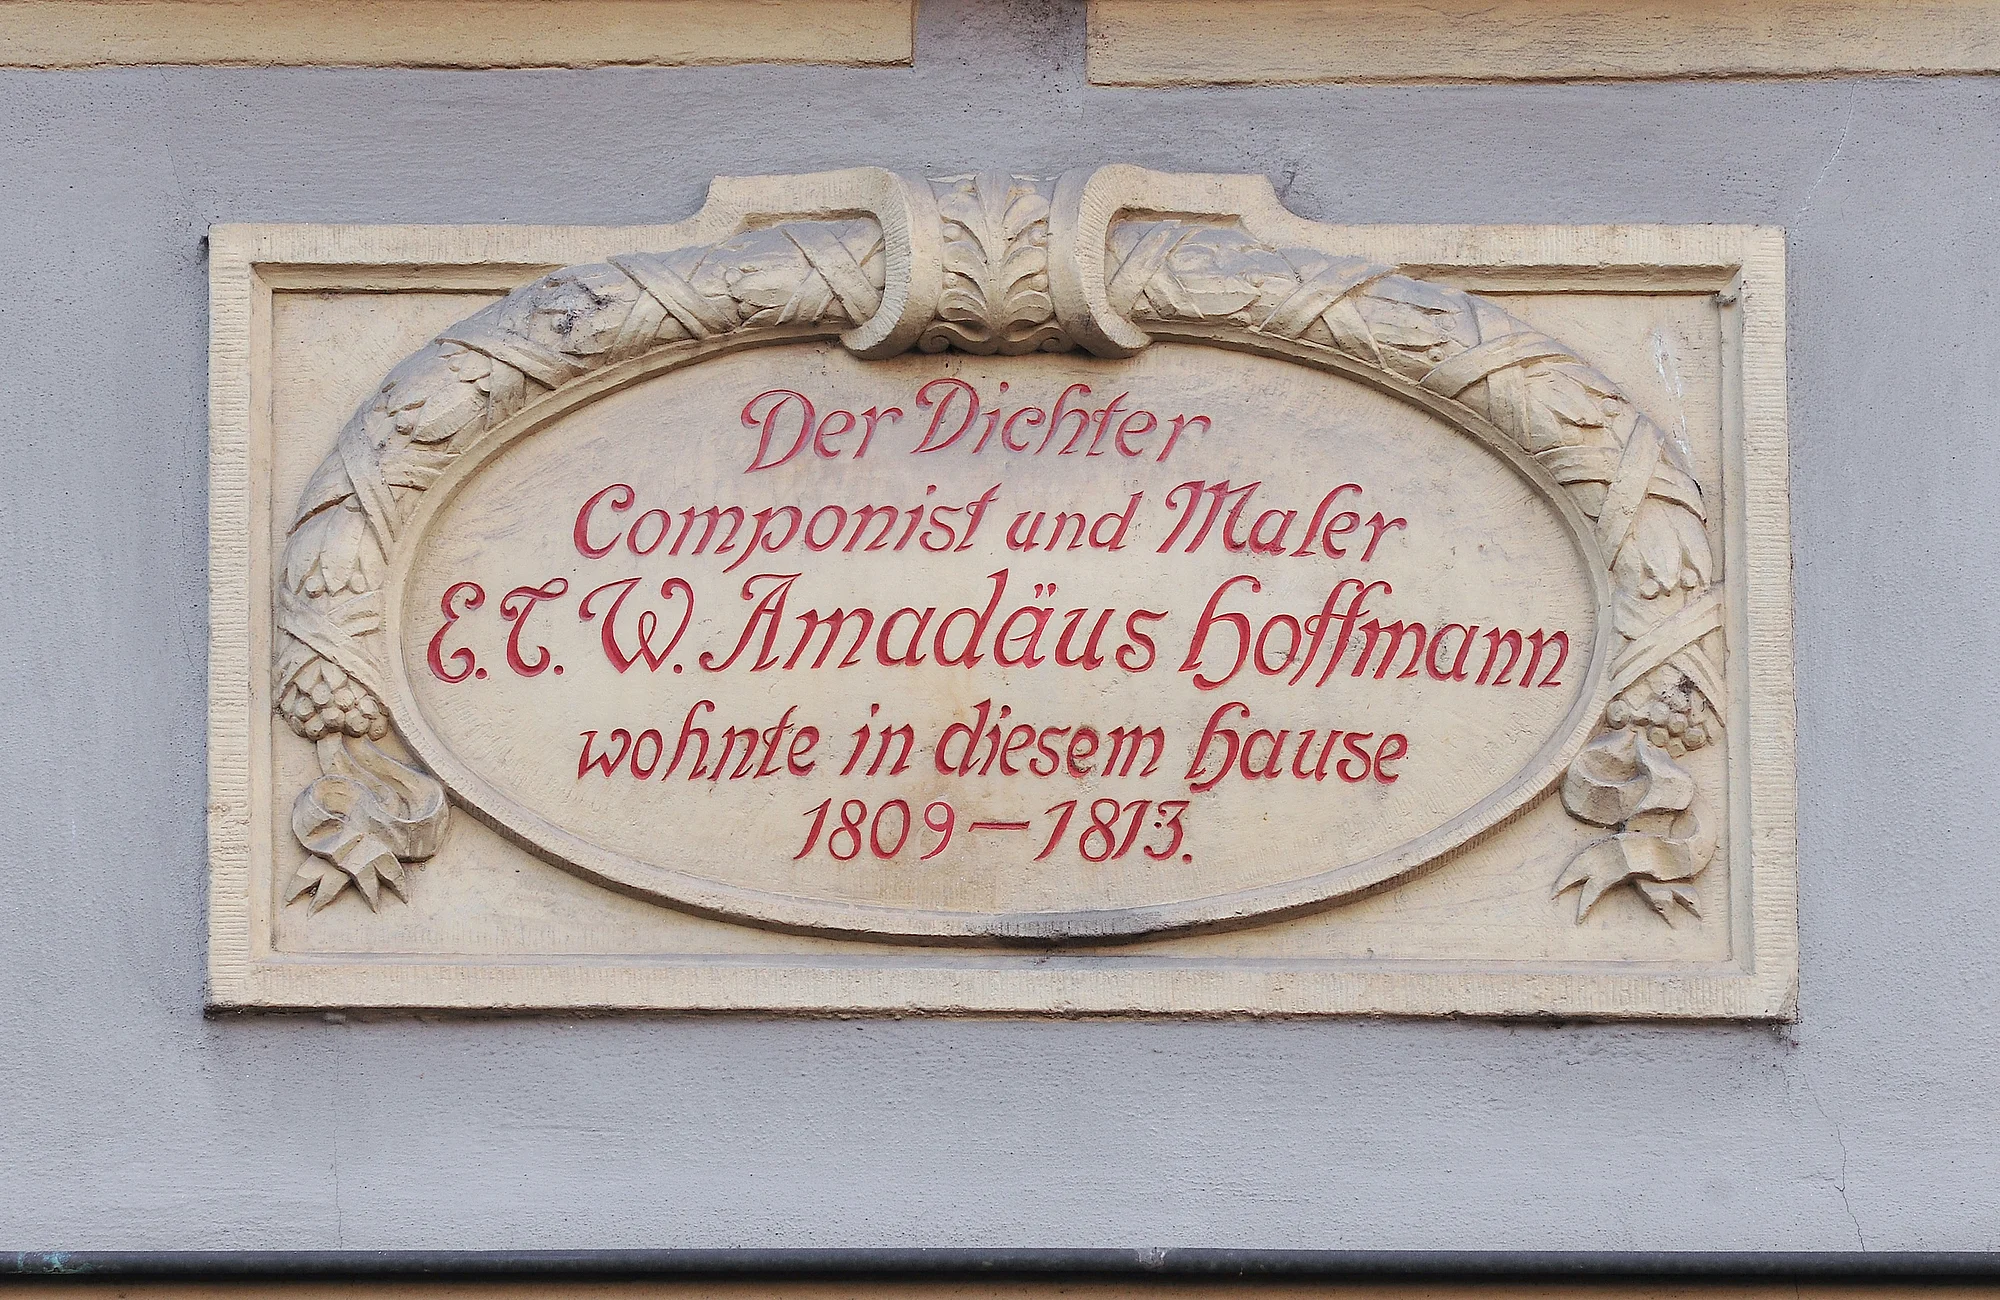 Der Dichter
Componist und Maler
E. T. W. Amadäus Hoffmann
wohnte in diesem Hause
1809 — 1813.